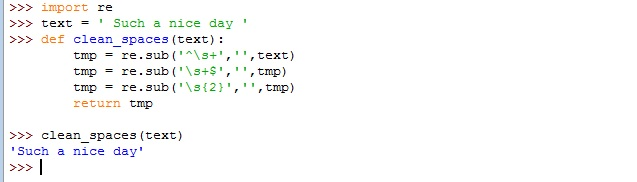 >>> import re
>>> text = ' Such a nice day '
>>> def clean_spaces(text):
        tmp = re.sub('^\s+','',text)
        tmp = re.sub('\s+$','',tmp)
        tmp = re.sub('\s{2}','',tmp)
        return tmp

>>> clean_spaces(text)
'Such a nice day'
>>>